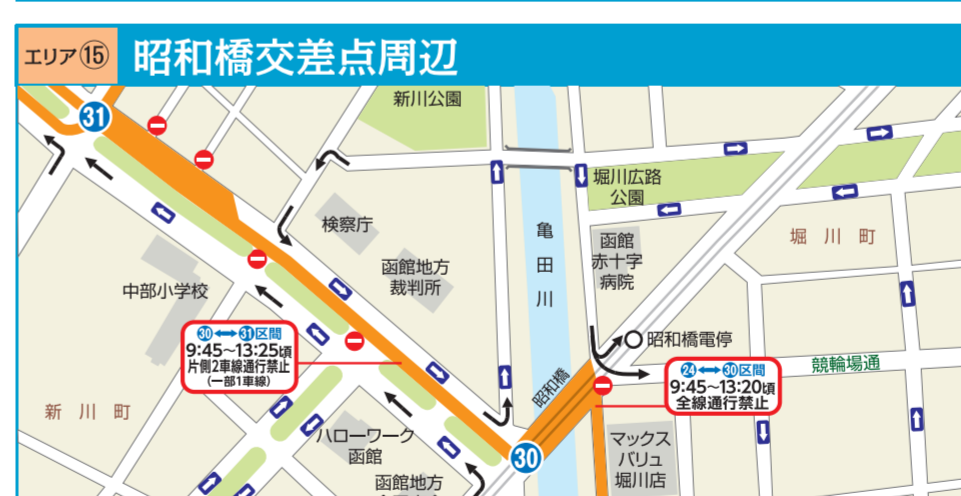 エリア⑮
昭和橋交差点周辺
31
新川公園
堀川広路
公園
検察庁
亀田川
函館
赤十字
病院
堀川町
函館地方
裁判所
中部小学校
㉚⟷㉛区間
9:45～13:25頃
片側2車線通行禁止
(一部1車線)
昭和橋電停
昭和橋
㉔⟷㉚区間
9:45～13:20頃
全線通行禁止
競輪場通
新川町
ハローワーク
函館
30
マックス
バリュ
堀川店
函館地方